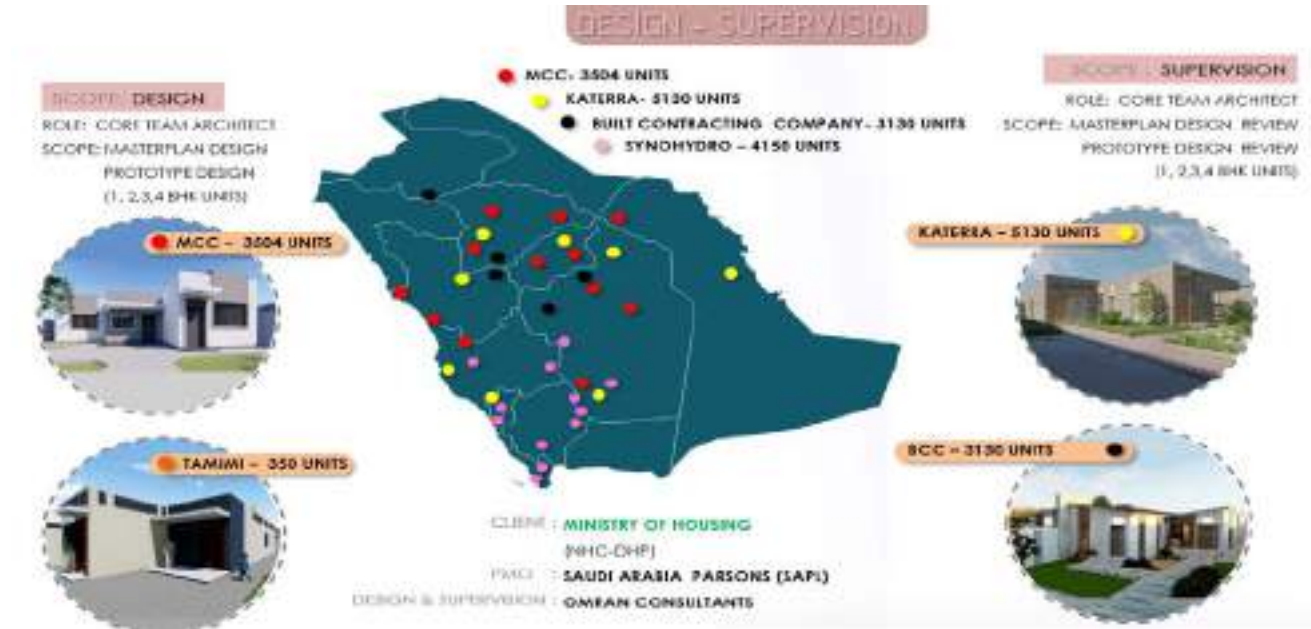 DESIGN - SUPERVISION
MCC- 3504 UNITS
KATERRA- 5130 UNITS
BUILT CONTRACTING COMPANY- 3130 UNITS
SYNOHYDRO – 4150 UNITS
SCOPE: DESIGN
ROLE: CORE TEAM ARCHITECT
SCOPE: MASTERPLAN DESIGN
PROTOTYPE DESIGN
(1, 2,3,4 BHK UNITS)
MCC – 3504 UNITS
TAMIMI – 350 UNITS
SCOPE : SUPERVISION
ROLE: CORE TEAM ARCHITECT
SCOPE: MASTERPLAN DESIGN REVIEW
PROTOTYPE DESIGN REVIEW
(1, 2,3,4 BHK UNITS)
KATERRA – 5130 UNITS
BCC – 3130 UNITS
CLIENT : MINISTRY OF HOUSING
(NHC-DHP)
PMO : SAUDI ARABIA PARSONS (SAPL)
DESIGN & SUPERVISION : OMRAN CONSULTANTS